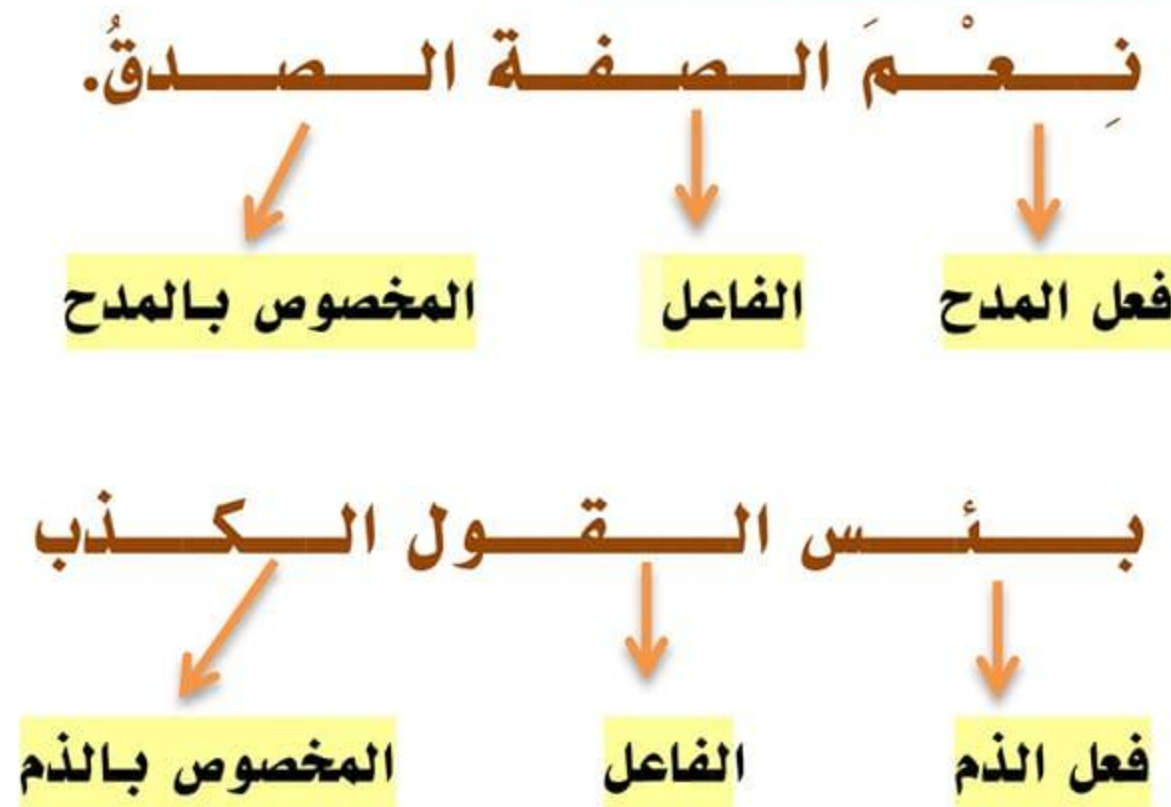 نِعْمَ الصفة الصدقُ.
فعل المدح الفاعل المخصوص بالمدح
بئس القول الكذب
فعل الذم الفاعل المخصوص بالذم